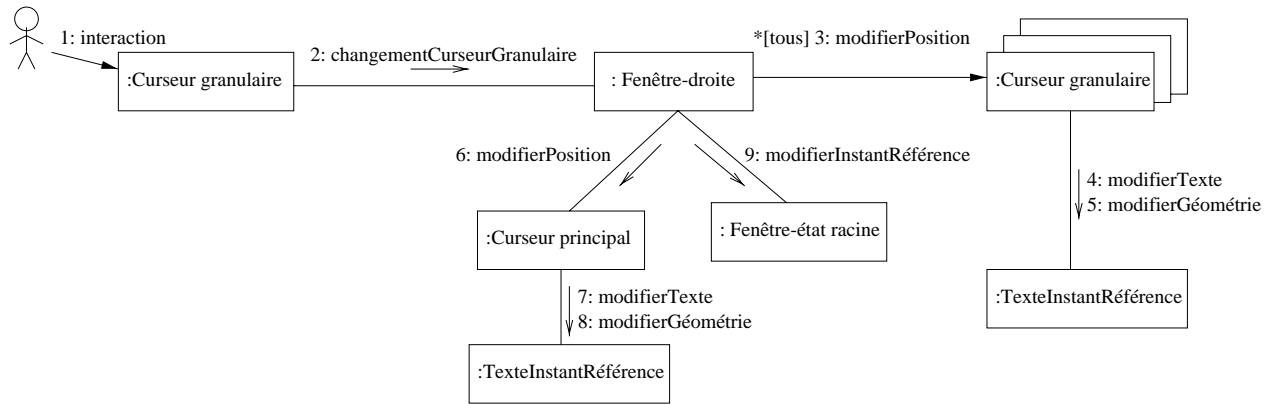 1: interaction
2: changementCurseurGranulaire
*[tous] 3: modifierPosition
:Curseur granulaire
: Fenêtre-droite
:Curseur granulaire
6: modifierPosition
9: modifierInstantRéférence
4: modifierTexte
5: modifierGéométrie
:Curseur principal
: Fenêtre-état racine
7: modifierTexte
8: modifierGéométrie
:TexteInstantRéférence
:TexteInstantRéférence